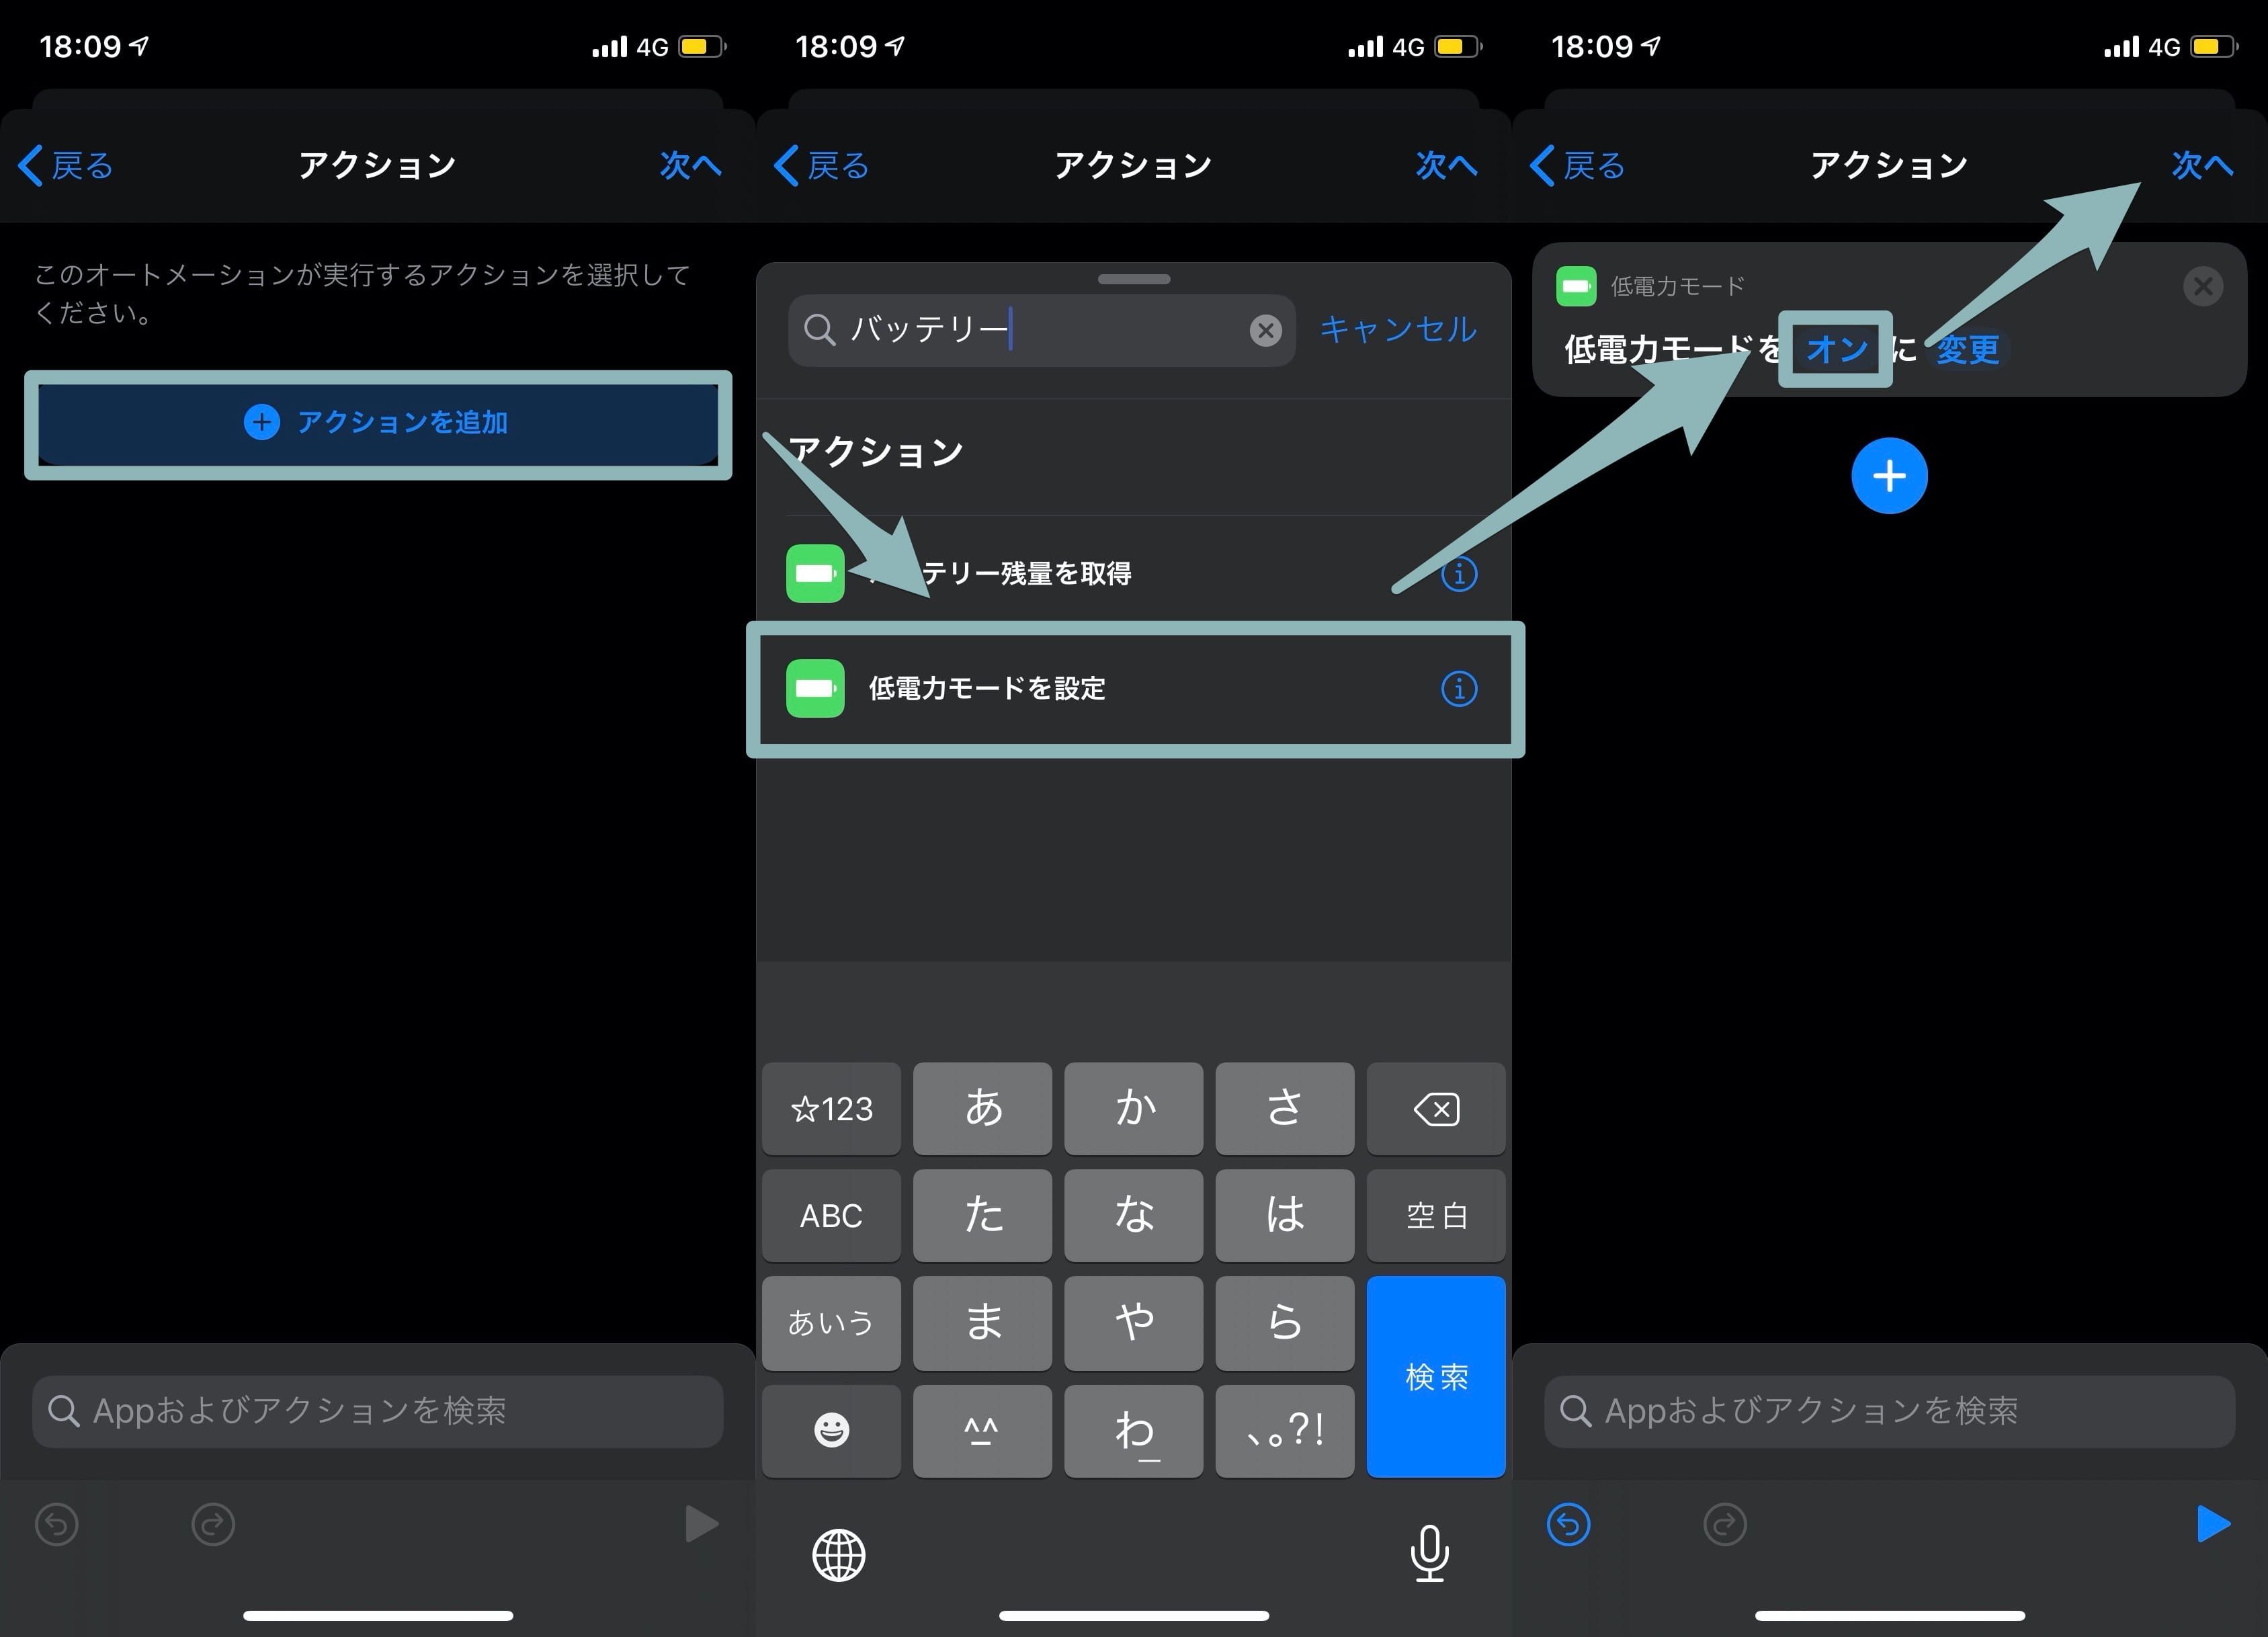 18:09
4G
戻る
アクション
次へ
このオートメーションが実行するアクションを選択して
ください。
アクションを追加
Appおよびアクションを検索
18:09
4G
戻る
アクション
次へ
バッテリー
キャンセル
アクション
テリー残量を取得
低電力モードを設定
☆123
あ
か
さ
ABC
た
な
は
空白
あいう
ま
や
ら
検索
^^
わ
、。?!
18:09
4G
戻る
アクション
次へ
低電力モード
低電力モードを オン に 変更
Appおよびアクションを検索